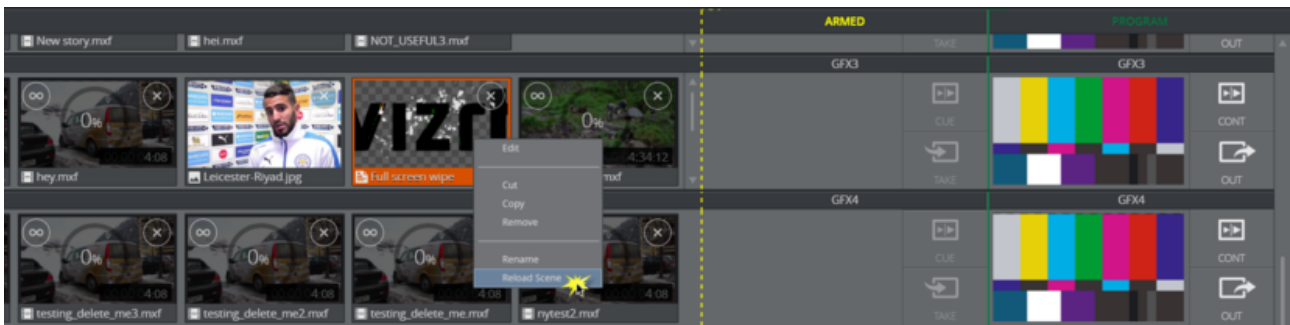 ARMED
PROGRAM
New story.mxf
hei.mxf
NOT_USEFUL3.mxf
TAKE
OUT
GFX3
GFX3
0%
4:08
VIZR
0%
4:34:12
CUE
CONT
hey.mxf
Leicester-Riyad.jpg
Full screen wipe
mxf
TAKE
OUT
Edit
Cut
Copy
Remove
Rename
Reload Scene
GFX4
GFX4
0%
4:08
0%
4:08
0%
4:08
4:08
CUE
CONT
testing_delete_me3.mxf
testing_delete_me2.mxf
testing_delete_me.mxf
nytest2.mxf
TAKE
OUT